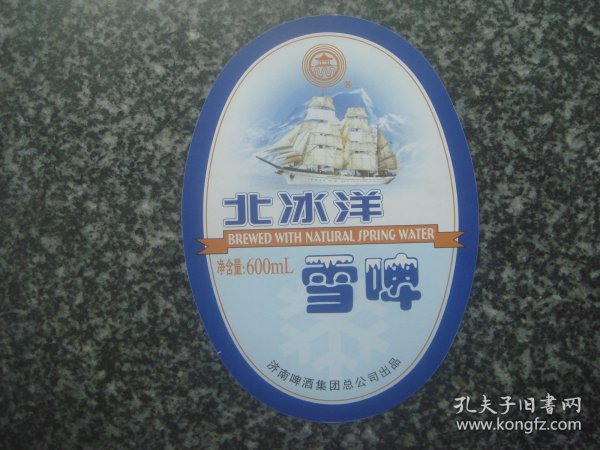 北冰洋
BREWED WITH NATURAL SPRING WATER
净含量:600mL
雪啤
济南啤酒集团总公司出品
孔夫子旧書网
www.kongfz.com